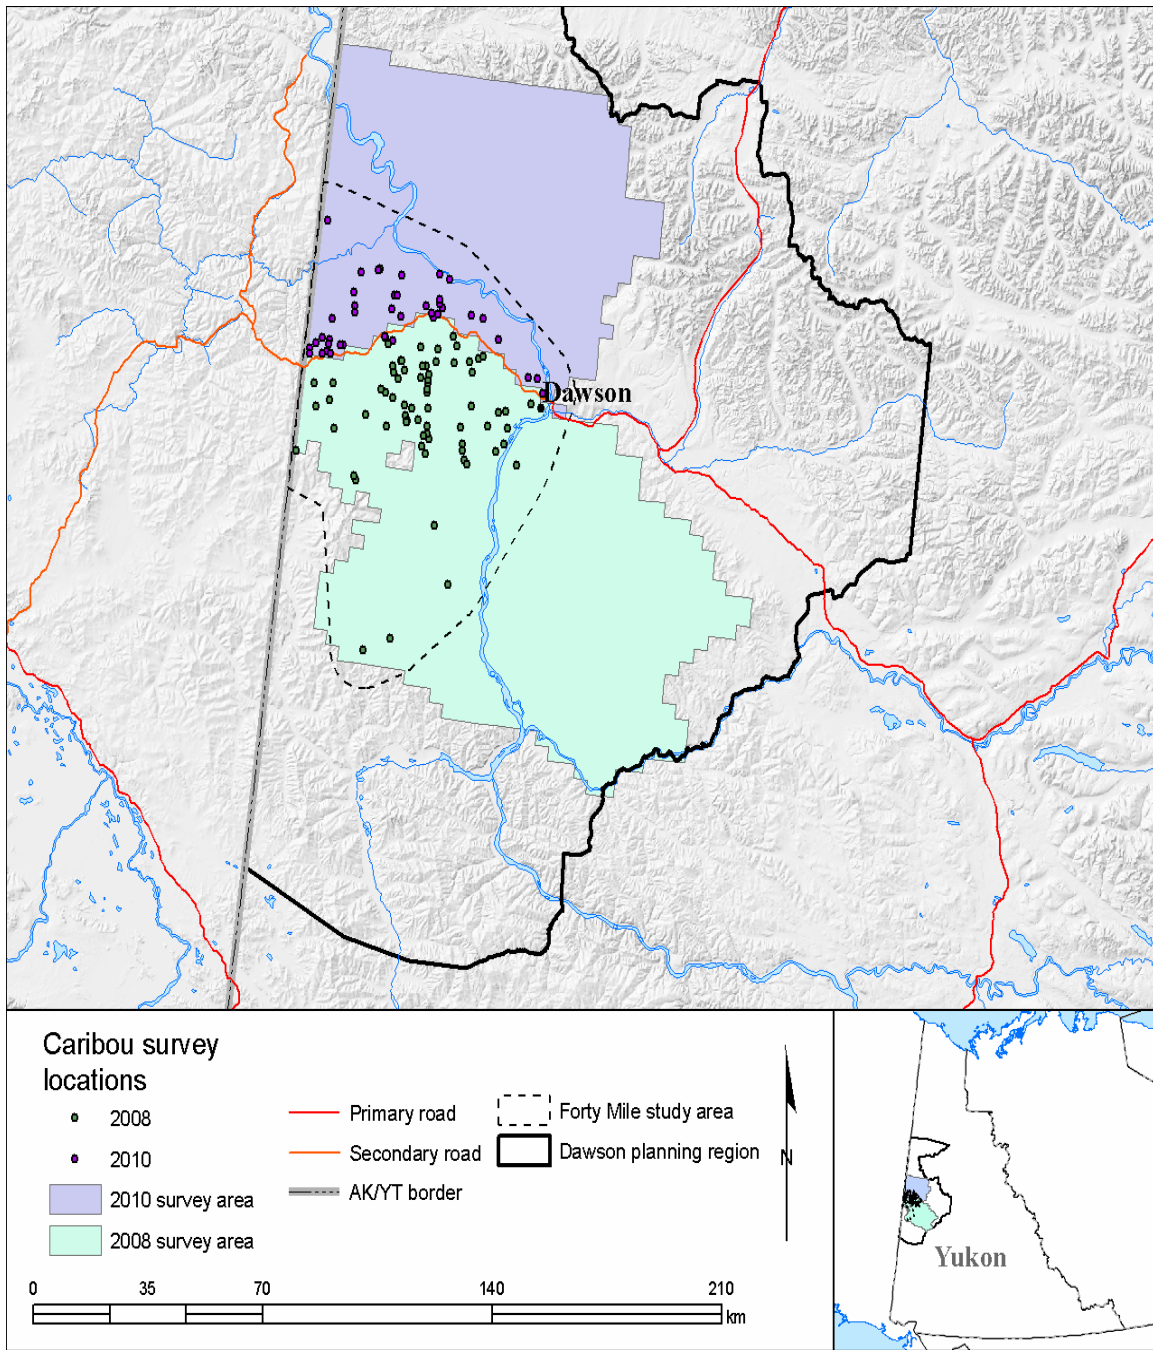 Dawson
Caribou survey
locations
2008
2010
2010 survey area
2008 survey area
Primary road
Secondary road
AK/YT border
Forty Mile study area
Dawson planning region
N
0 35 70 140 210
km
Yukon